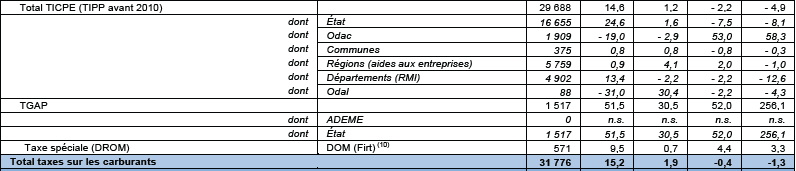 Total TICPE (TIPP avant 2010) 29 688 14,6 1,2 - 2,2 - 4,9
dont État 16 655 24,6 1,6 - 7,5 - 8,1
dont Odac 1 909 - 19,0 - 2,9 53,0 58,3
dont Communes 375 0,8 0,8 - 0,8 - 0,3
dont Régions (aides aux entreprises) 5 759 0,9 4,1 2,0 - 1,0
dont Départements (RMI) 4 902 13,4 - 2,2 - 2,2 - 12,6
dont Odal 88 - 31,0 30,4 - 2,2 - 4,3
TGAP 1 517 51,5 30,5 52,0 256,1
dont ADEME 0 n.s. n.s. n.s. n.s.
dont État 1 517 51,5 30,5 52,0 256,1
Taxe spéciale (DROM) DOM (Firt) (10) 571 9,5 0,7 4,4 3,3
Total taxes sur les carburants 31 776 15,2 1,9 -0,4 -1,3